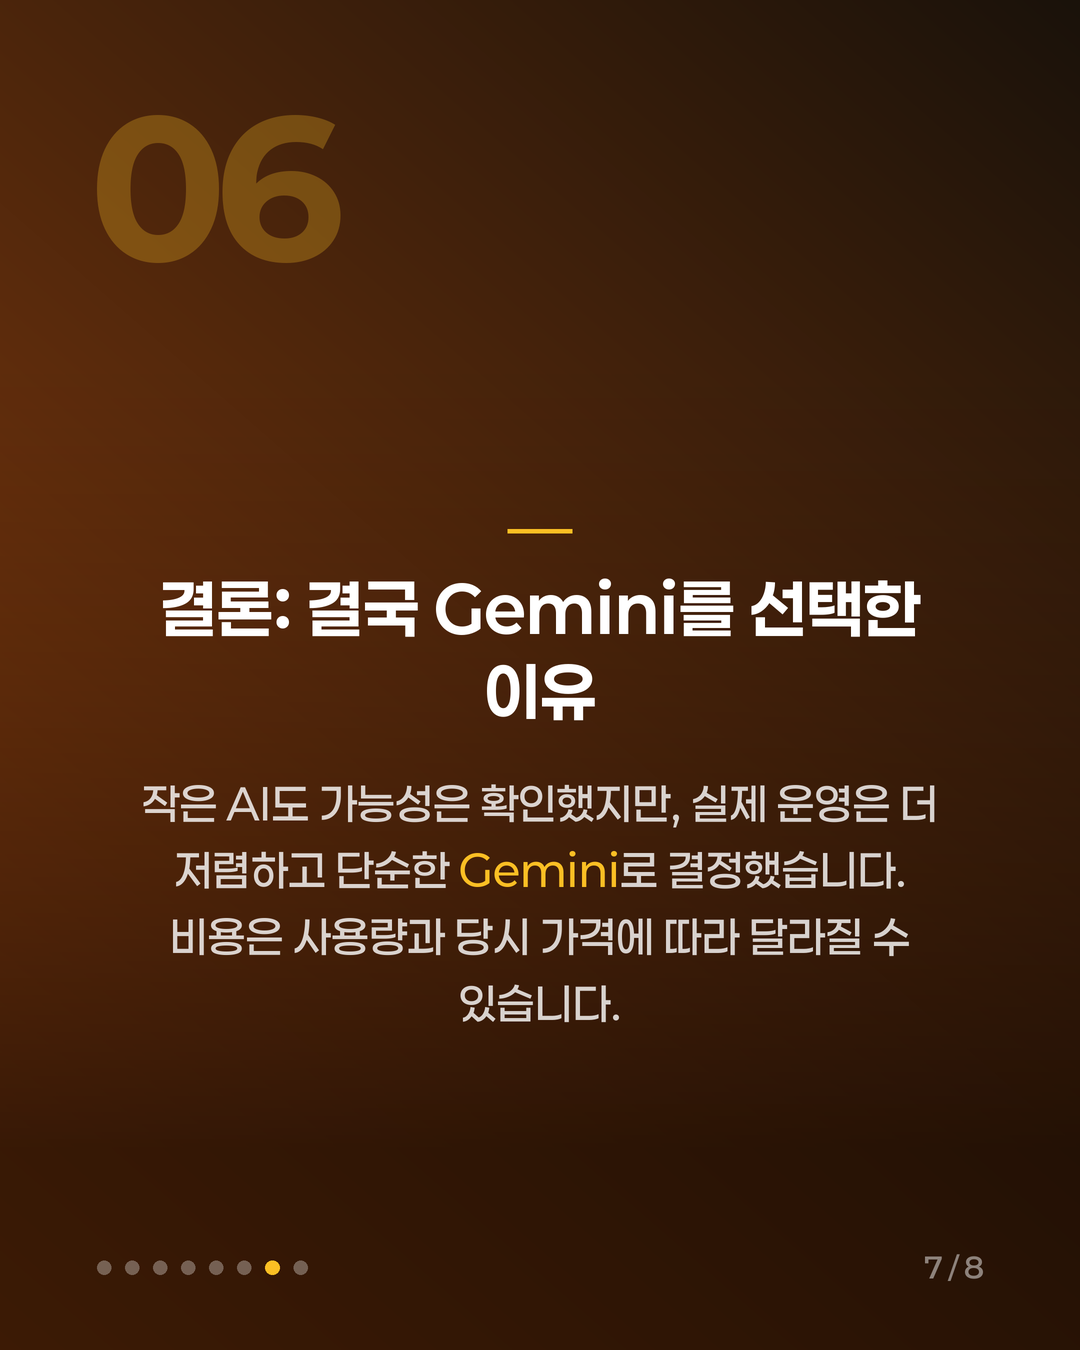 06
결론: 결국 Gemini를 선택한
이유
작은 AI도 가능성은 확인했지만, 실제 운영은 더
저렴하고 단순한 Gemini로 결정했습니다.
비용은 사용량과 당시 가격에 따라 달라질 수
있습니다.
7/8